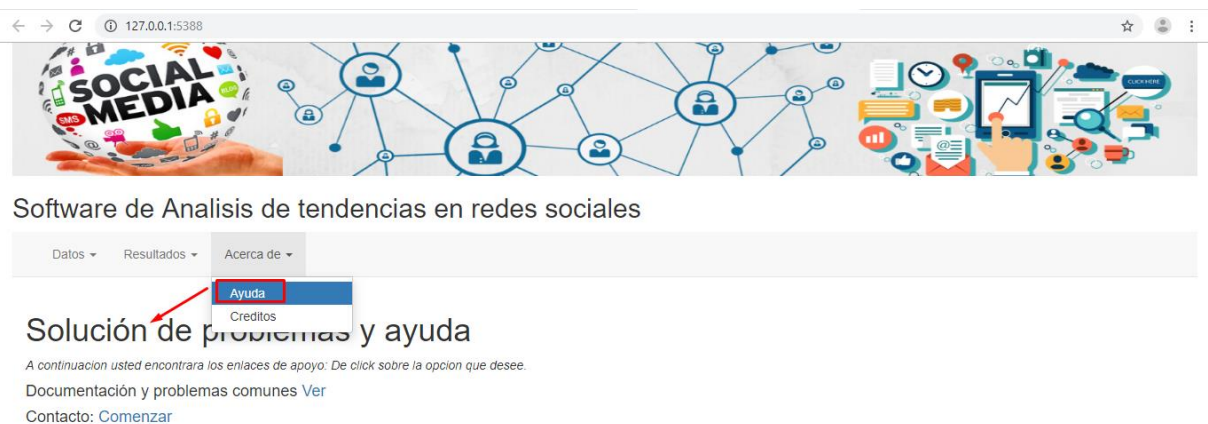 127.0.0.1:5388
SOCIAL
MEDIA
SMS
BLOG
CLICK HERE
Software de Analisis de tendencias en redes sociales
Datos
Resultados
Acerca de
Ayuda
Creditos
Solución de problemas y ayuda
A continuacion usted encontrara los enlaces de apoyo: De click sobre la opcion que desee.
Documentación y problemas comunes Ver
Contacto: Comenzar